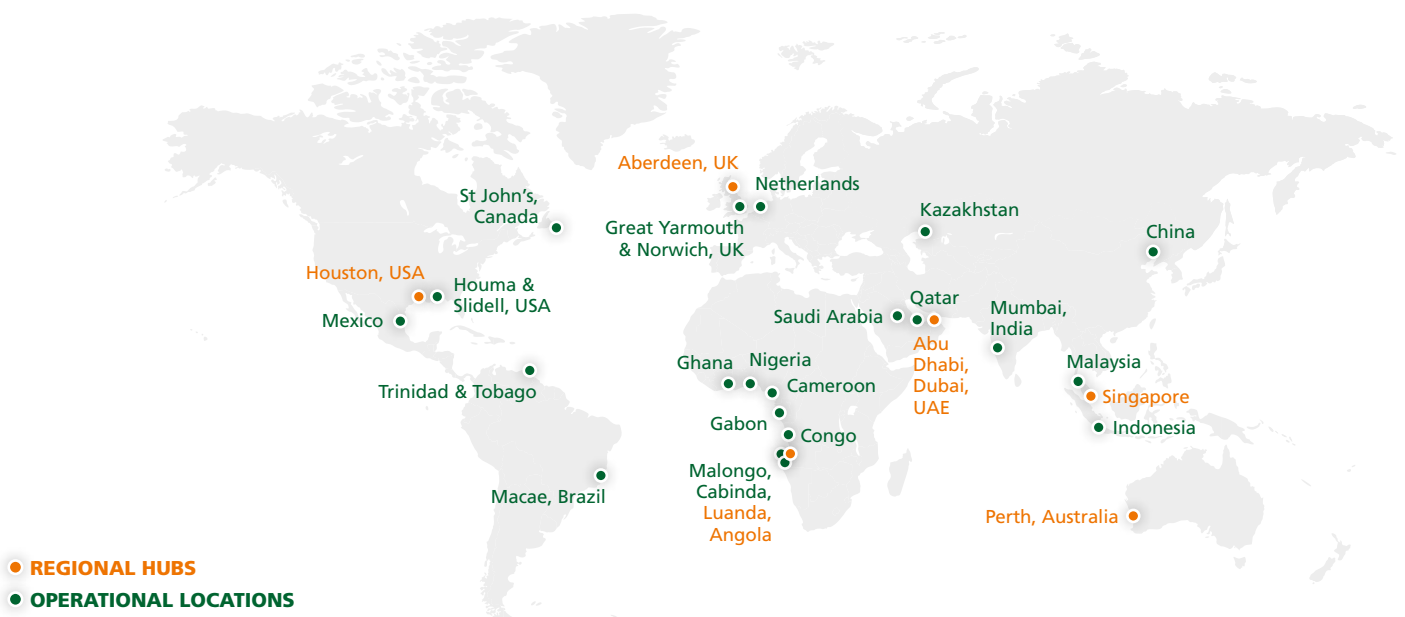 Aberdeen, UK
Netherlands
St John’s,
Canada
Great Yarmouth
& Norwich, UK
Kazakhstan
China
Houston, USA
Houma &
Slidell, USA
Mexico
Saudi Arabia
Qatar
Mumbai,
India
Abu
Dhabi,
Dubai,
UAE
Ghana
Nigeria
Cameroon
Malaysia
Singapore
Trinidad & Tobago
Gabon
Congo
Indonesia
Malongo,
Cabinda,
Luanda,
Angola
Macae, Brazil
Perth, Australia
REGIONAL HUBS
OPERATIONAL LOCATIONS